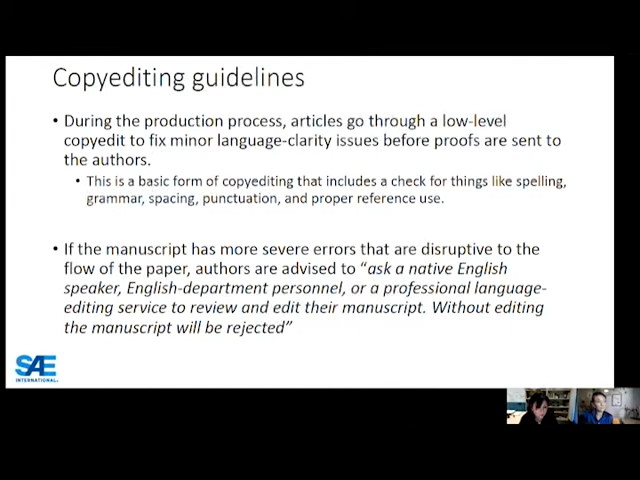 Copyediting guidelines
• During the production process, articles go through a low-level
copyedit to fix minor language-clarity issues before proofs are sent to
the authors.
• This is a basic form of copyediting that includes a check for things like spelling,
grammar, spacing, punctuation, and proper reference use.
• If the manuscript has more severe errors that are disruptive to the
flow of the paper, authors are advised to “ask a native English
speaker, English-department personnel, or a professional language-
editing service to review and edit their manuscript. Without editing
the manuscript will be rejected”
SAE
INTERNATIONAL